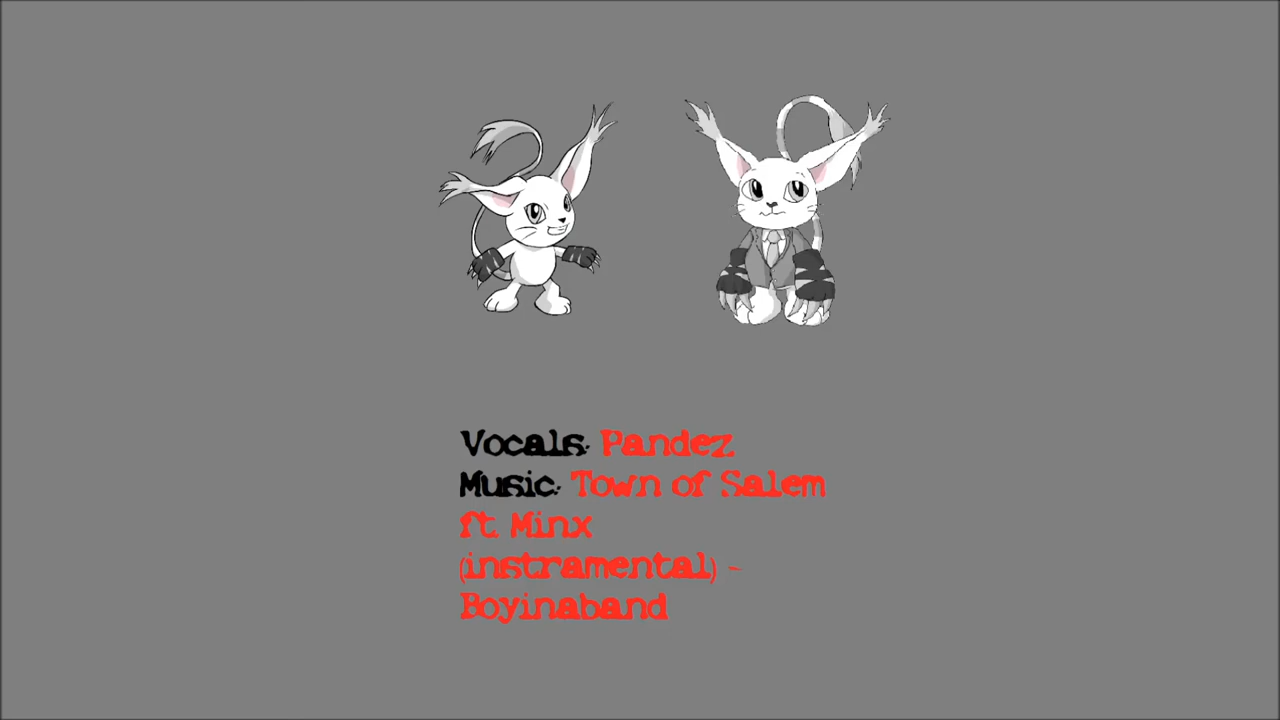 Vocals: Pandez
Music: Town of Salem
ft. Minx
(instramental) -
Boyinaband